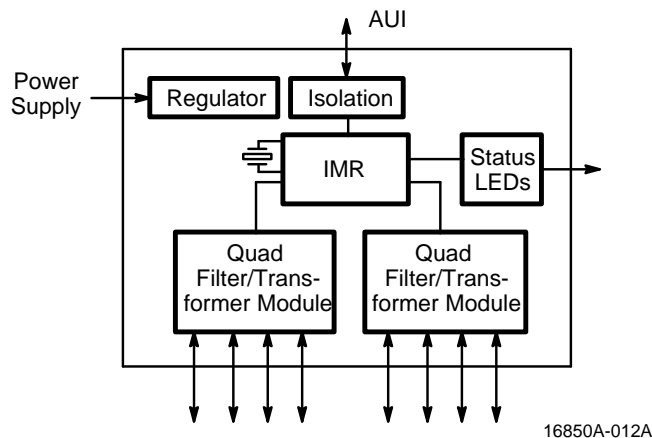 AUI
Power
Supply
Regulator
Isolation
IMR
Status
LEDs
Quad
Filter/Trans-
former Module
Quad
Filter/Trans-
former Module
16850A-012A